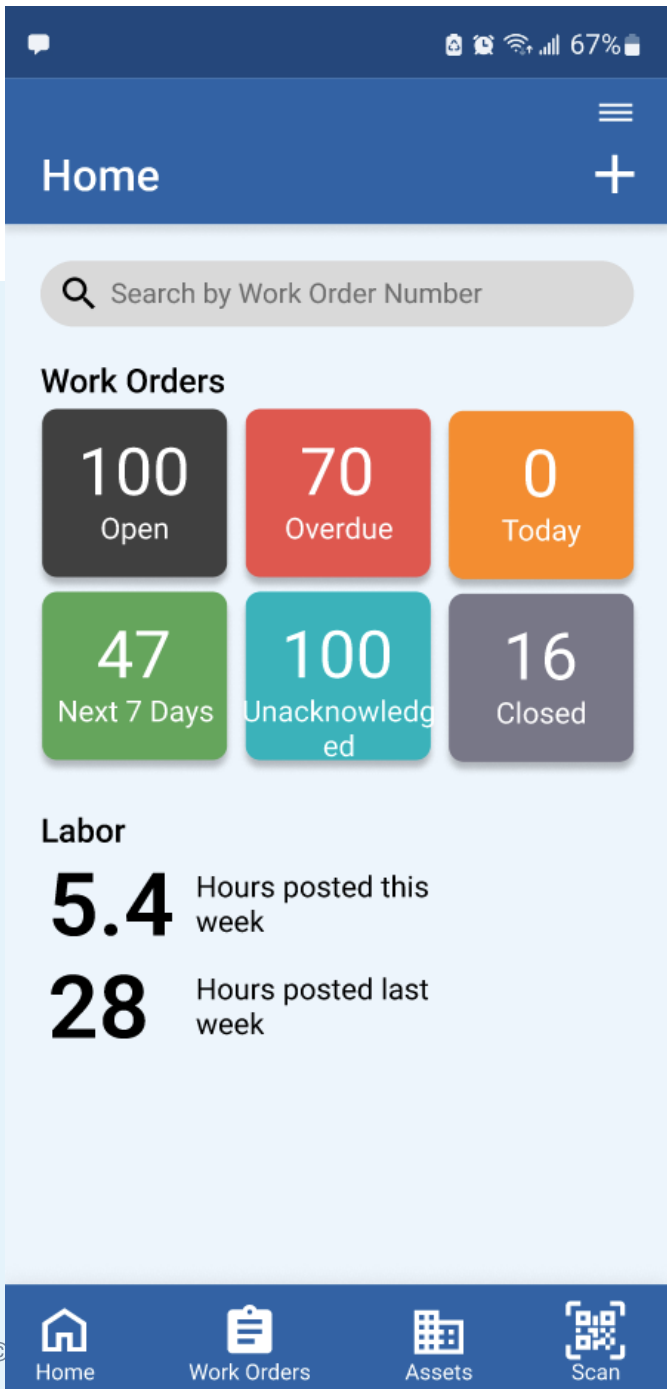 67%
Home
Search by Work Order Number
Work Orders
100
Open
70
Overdue
0
Today
47
Next 7 Days
100
Unacknowledg
ed
16
Closed
Labor
5.4
Hours posted this
week
28
Hours posted last
week
©
Home
Work Orders
Assets
Scan